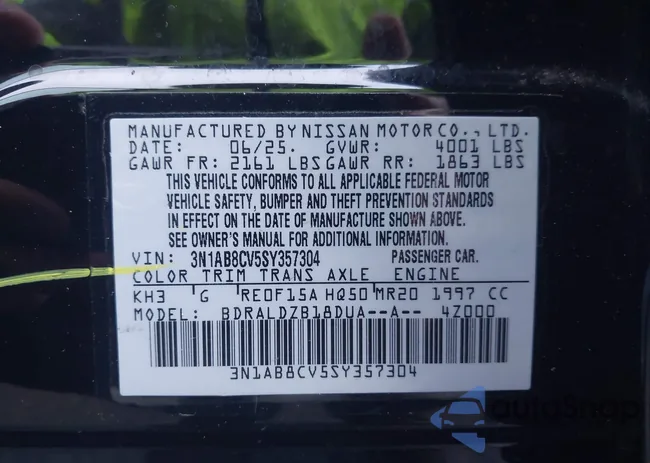 MANUFACTURED BY NISSAN MOTOR CO., LTD.
DATE: 06/25. GVWR: 4001 LBS
GAWR FR: 2161 LBS GAWR RR: 1863 LBS
THIS VEHICLE CONFORMS TO ALL APPLICABLE FEDERAL MOTOR
VEHICLE SAFETY, BUMPER AND THEFT PREVENTION STANDARDS
IN EFFECT ON THE DATE OF MANUFACTURE SHOWN ABOVE.
SEE OWNER'S MANUAL FOR ADDITIONAL INFORMATION.
VIN: 3N1AB8CV5SY357304 PASSENGER CAR.
COLOR TRIM TRANS AXLE ENGINE
KH3 G RE0F15A HQ50 MR20 1997 CC
MODEL: BDRALDZB18DUA--A-- 4Z000
3N1AB8CV5SY357304
autoSnap